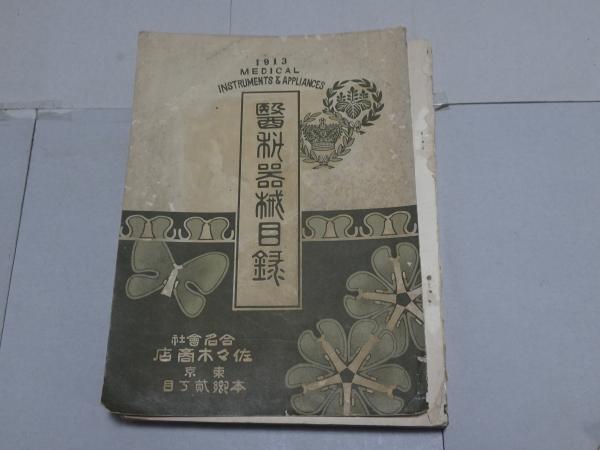 1913
MEDICAL
INSTRUMENTS & APPLIANCES
醫科器械目録
合名會社
佐々木商店
東京
本郷貳丁目